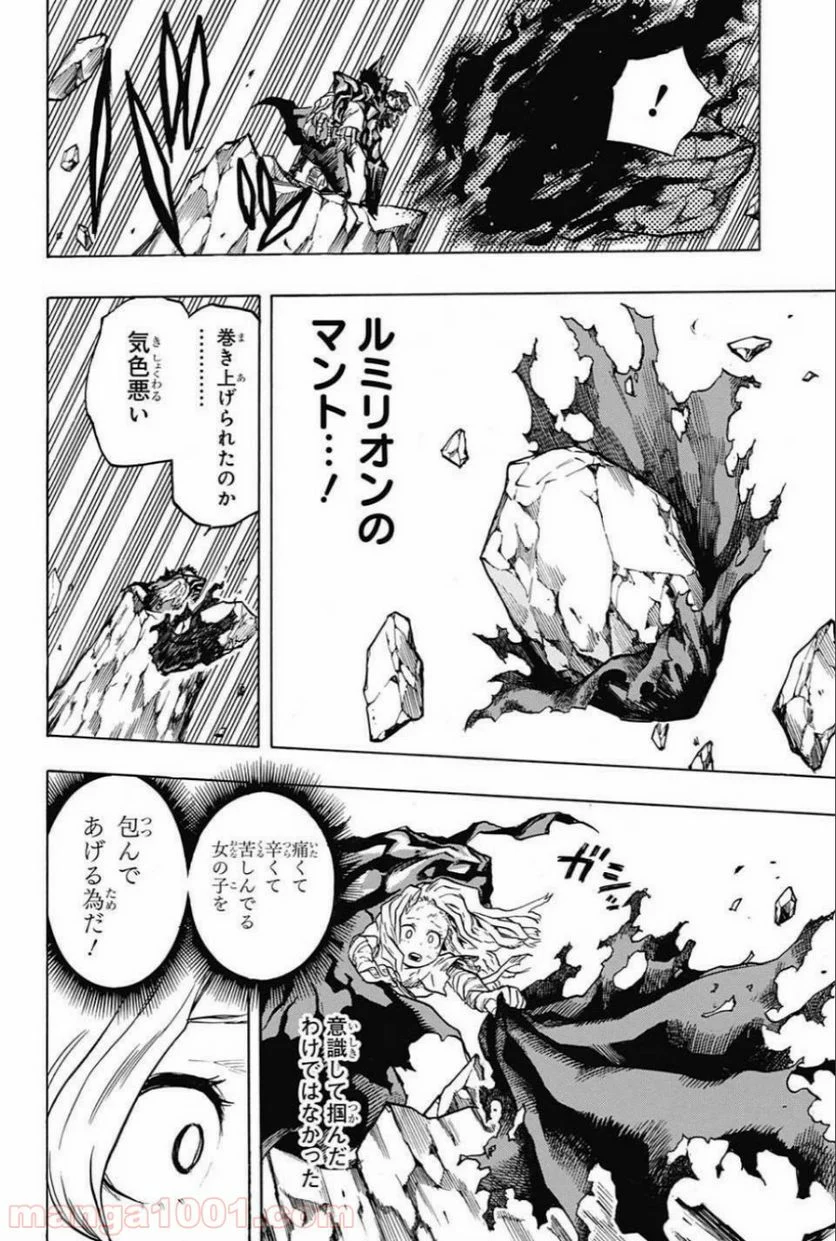 !
ルミリオンの
マント…!
巻き上げられたのか
…………
気色悪い
ガシッ
痛くて
辛くて
苦しんでる
女の子を
包んで
あげる為だ!
意識して掴んだ
わけではなかった
manga1001.com